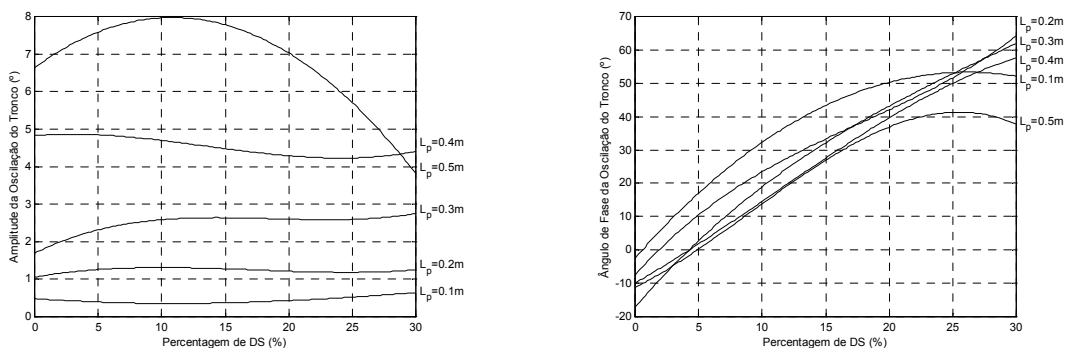 Amplitude da Oscilação do Tronco (º)
8
7
6
5
4
3
2
1
0
0 5 10 15 20 25 30
Percentagem de DS (%)
Lp=0.4m
Lp=0.5m
Lp=0.3m
Lp=0.2m
Lp=0.1m
Ângulo de Fase da Oscilação do Tronco (º)
70
60
50
40
30
20
10
0
-10
-20
0 5 10 15 20 25 30
Percentagem de DS (%)
Lp=0.2m
Lp=0.3m
Lp=0.4m
Lp=0.1m
Lp=0.5m